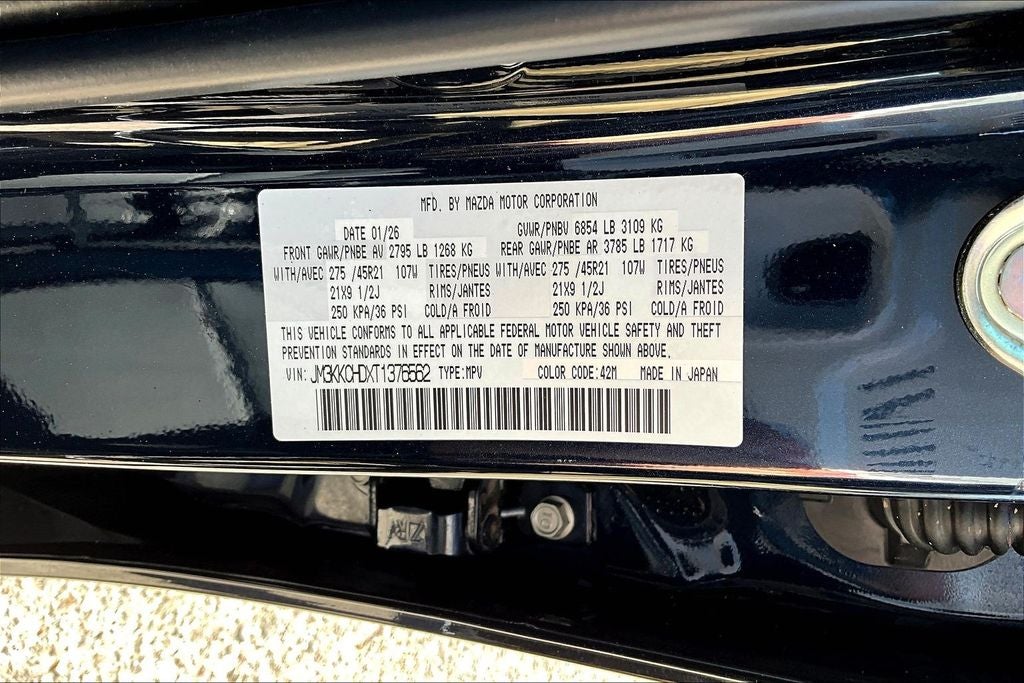 MFD. BY MAZDA MOTOR CORPORATION
DATE 01/26 GVWR/PNBV 6854 LB 3109 KG
FRONT GAWR/PNBE AV 2795 LB 1268 KG REAR GAWR/PNBE AR 3785 LB 1717 KG
WITH/AVEC 275 /45R21 107W TIRES/PNEUS WITH/AVEC 275 /45R21 107W TIRES/PNEUS
21X9 1/2J RIMS/JANTES 21X9 1/2J RIMS/JANTES
250 KPA/36 PSI COLD/A FROID 250 KPA/36 PSI COLD/A FROID
THIS VEHICLE CONFORMS TO ALL APPLICABLE FEDERAL MOTOR VEHICLE SAFETY AND THEFT
PREVENTION STANDARDS IN EFFECT ON THE DATE OF MANUFACTURE SHOWN ABOVE.
VIN: JM3KKCHDXT1376562 TYPE:MPV COLOR CODE:42M MADE IN JAPAN